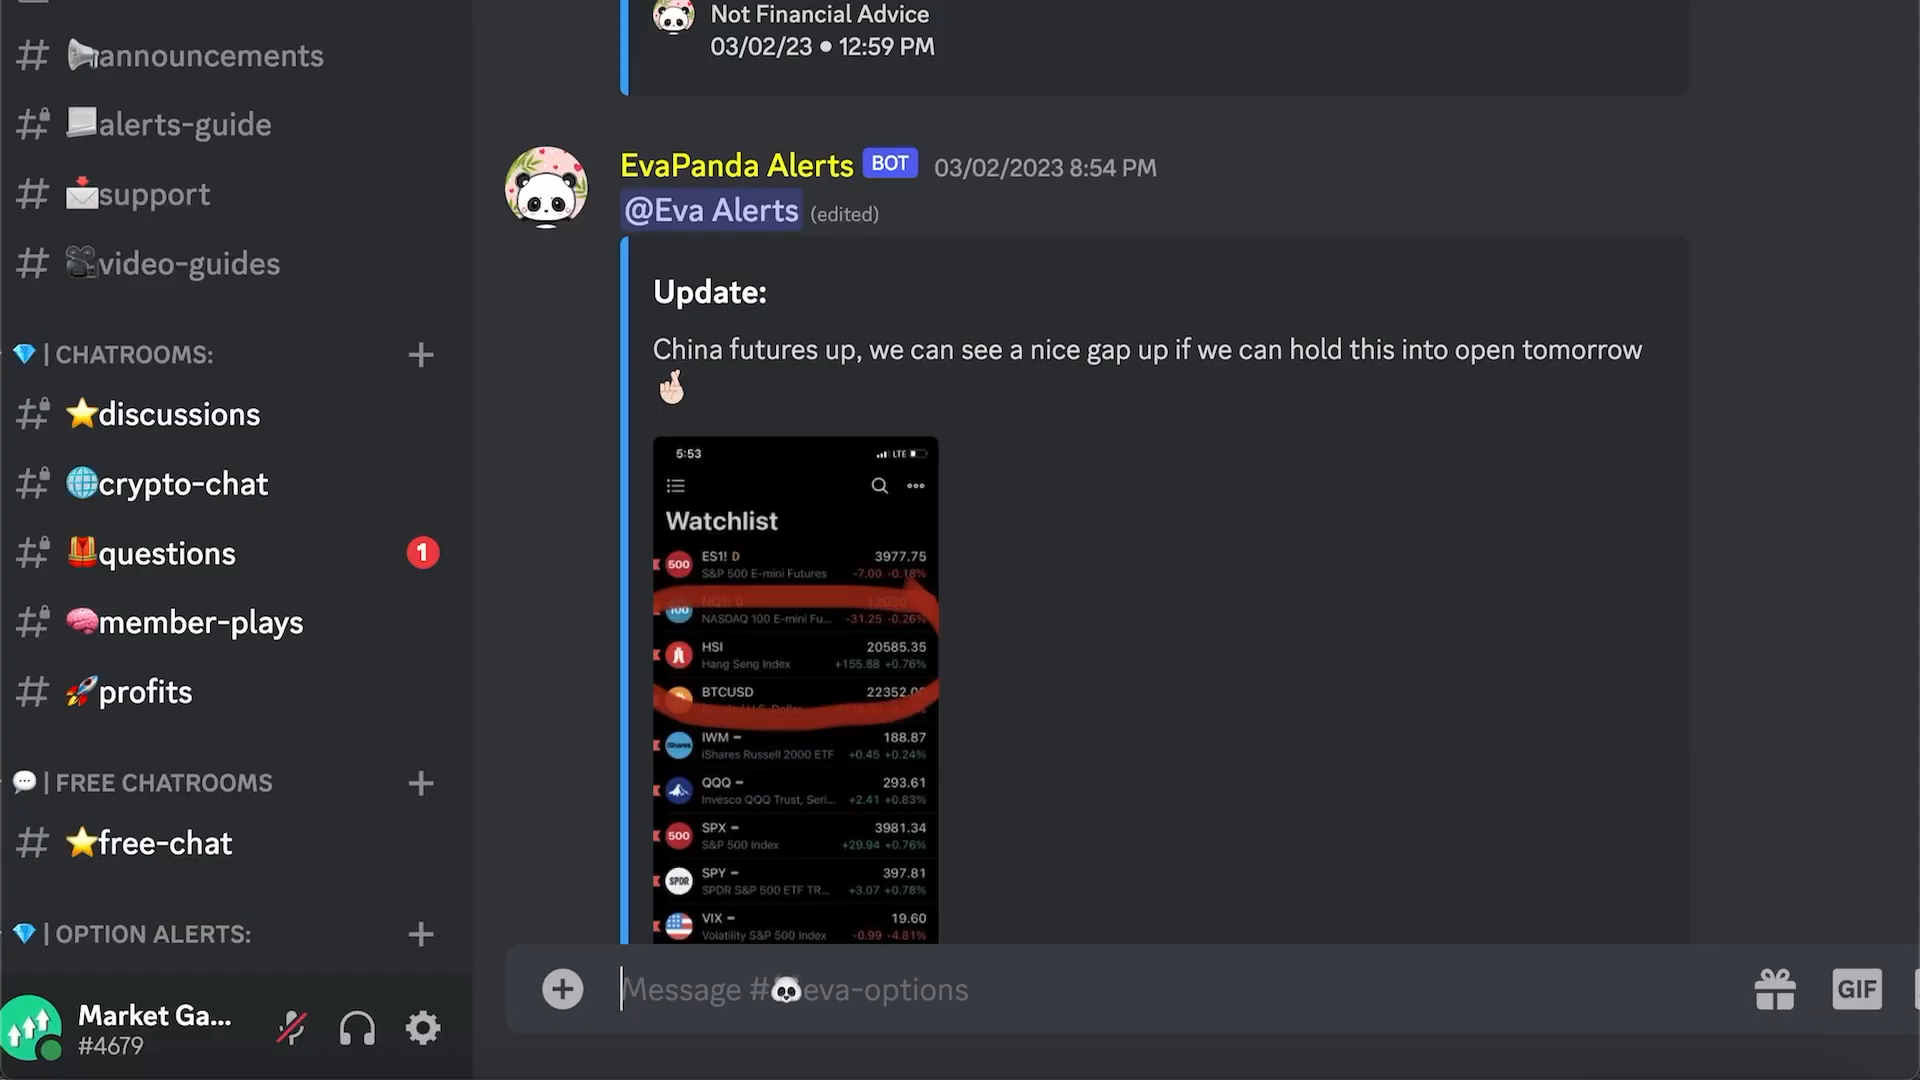 announcements
alerts-guide
support
video-guides
| CHATROOMS:
discussions
crypto-chat
questions
1
member-plays
profits
| FREE CHATROOMS
free-chat
| OPTION ALERTS:
Market Ga...
#4679
Not Financial Advice
03/02/23 • 12:59 PM
EvaPanda Alerts BOT 03/02/2023 8:54 PM
@Eva Alerts (edited)
Update:
China futures up, we can see a nice gap up if we can hold this into open tomorrow
5:53
LTE
Watchlist
500 ES1! D 3977.75
S&P 500 E-mini Futures -7.00 -0.18%
100 NQ1! D 12030
NASDAQ 100 E-mini Fu... -31.25 -0.26%
HSI 20585.35
Hang Seng Index +155.88 +0.76%
BTCUSD 22352.00
U.S. Dollar
iShares IWM 188.87
iShares Russell 2000 ETF +0.45 +0.24%
QQQ 293.61
Invesco QQQ Trust, Seri... +2.41 +0.83%
500 SPX 3981.34
S&P 500 Index +29.94 +0.76%
SPDR SPY 397.81
SPDR S&P 500 ETF TR... +3.07 +0.78%
VIX 19.60
Volatility S&P 500 Index -0.99 -4.81%
Message #eva-options
GIF